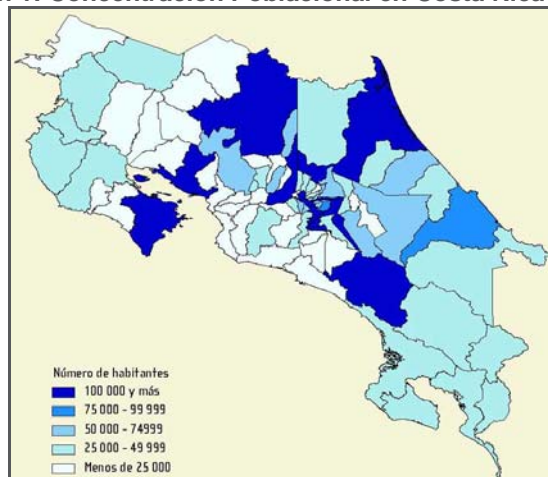 1. Concentración Poblacional en Costa Rica
Número de habitantes
100 000 y más
75 000 - 99 999
50 000 - 74999
25 000 - 49 999
Menos de 25 000